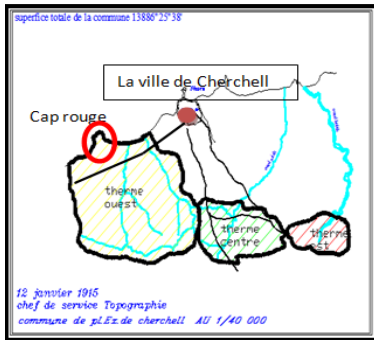 superfice totale de la commune 13886°25'38'
La ville de Cherchell
Phare
Cap rouge
therme
ouest
therme
centre
therme
est
12 janvier 1915
chef de service Topographie
commune de pl.Ex.de cherchell AU 1/40 000